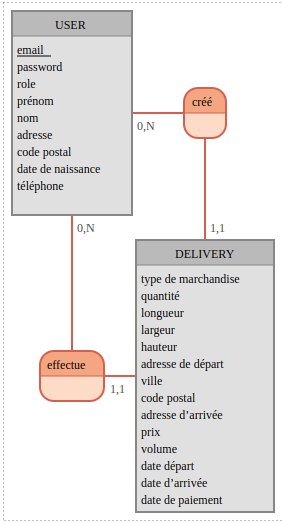 USER
email
password
role
prénom
nom
adresse
code postal
date de naissance
téléphone
créé
0,N
0,N
1,1
DELIVERY
type de marchandise
quantité
longueur
largeur
hauteur
adresse de départ
ville
code postal
adresse d’arrivée
prix
volume
date départ
date d’arrivée
date de paiement
effectue
1,1